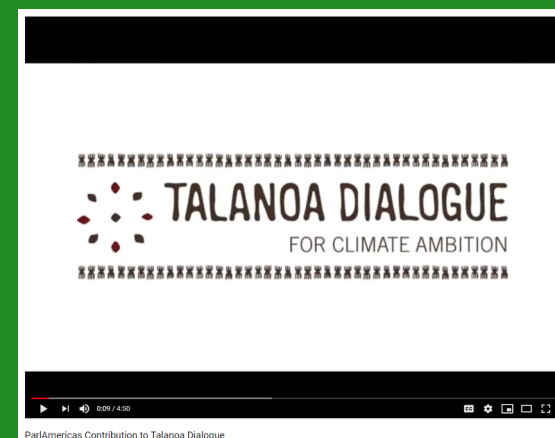 TALANOA DIALOGUE
FOR CLIMATE AMBITION
0:09 / 4:50
ParlAmericas Contribution to Talanoa Dialogue